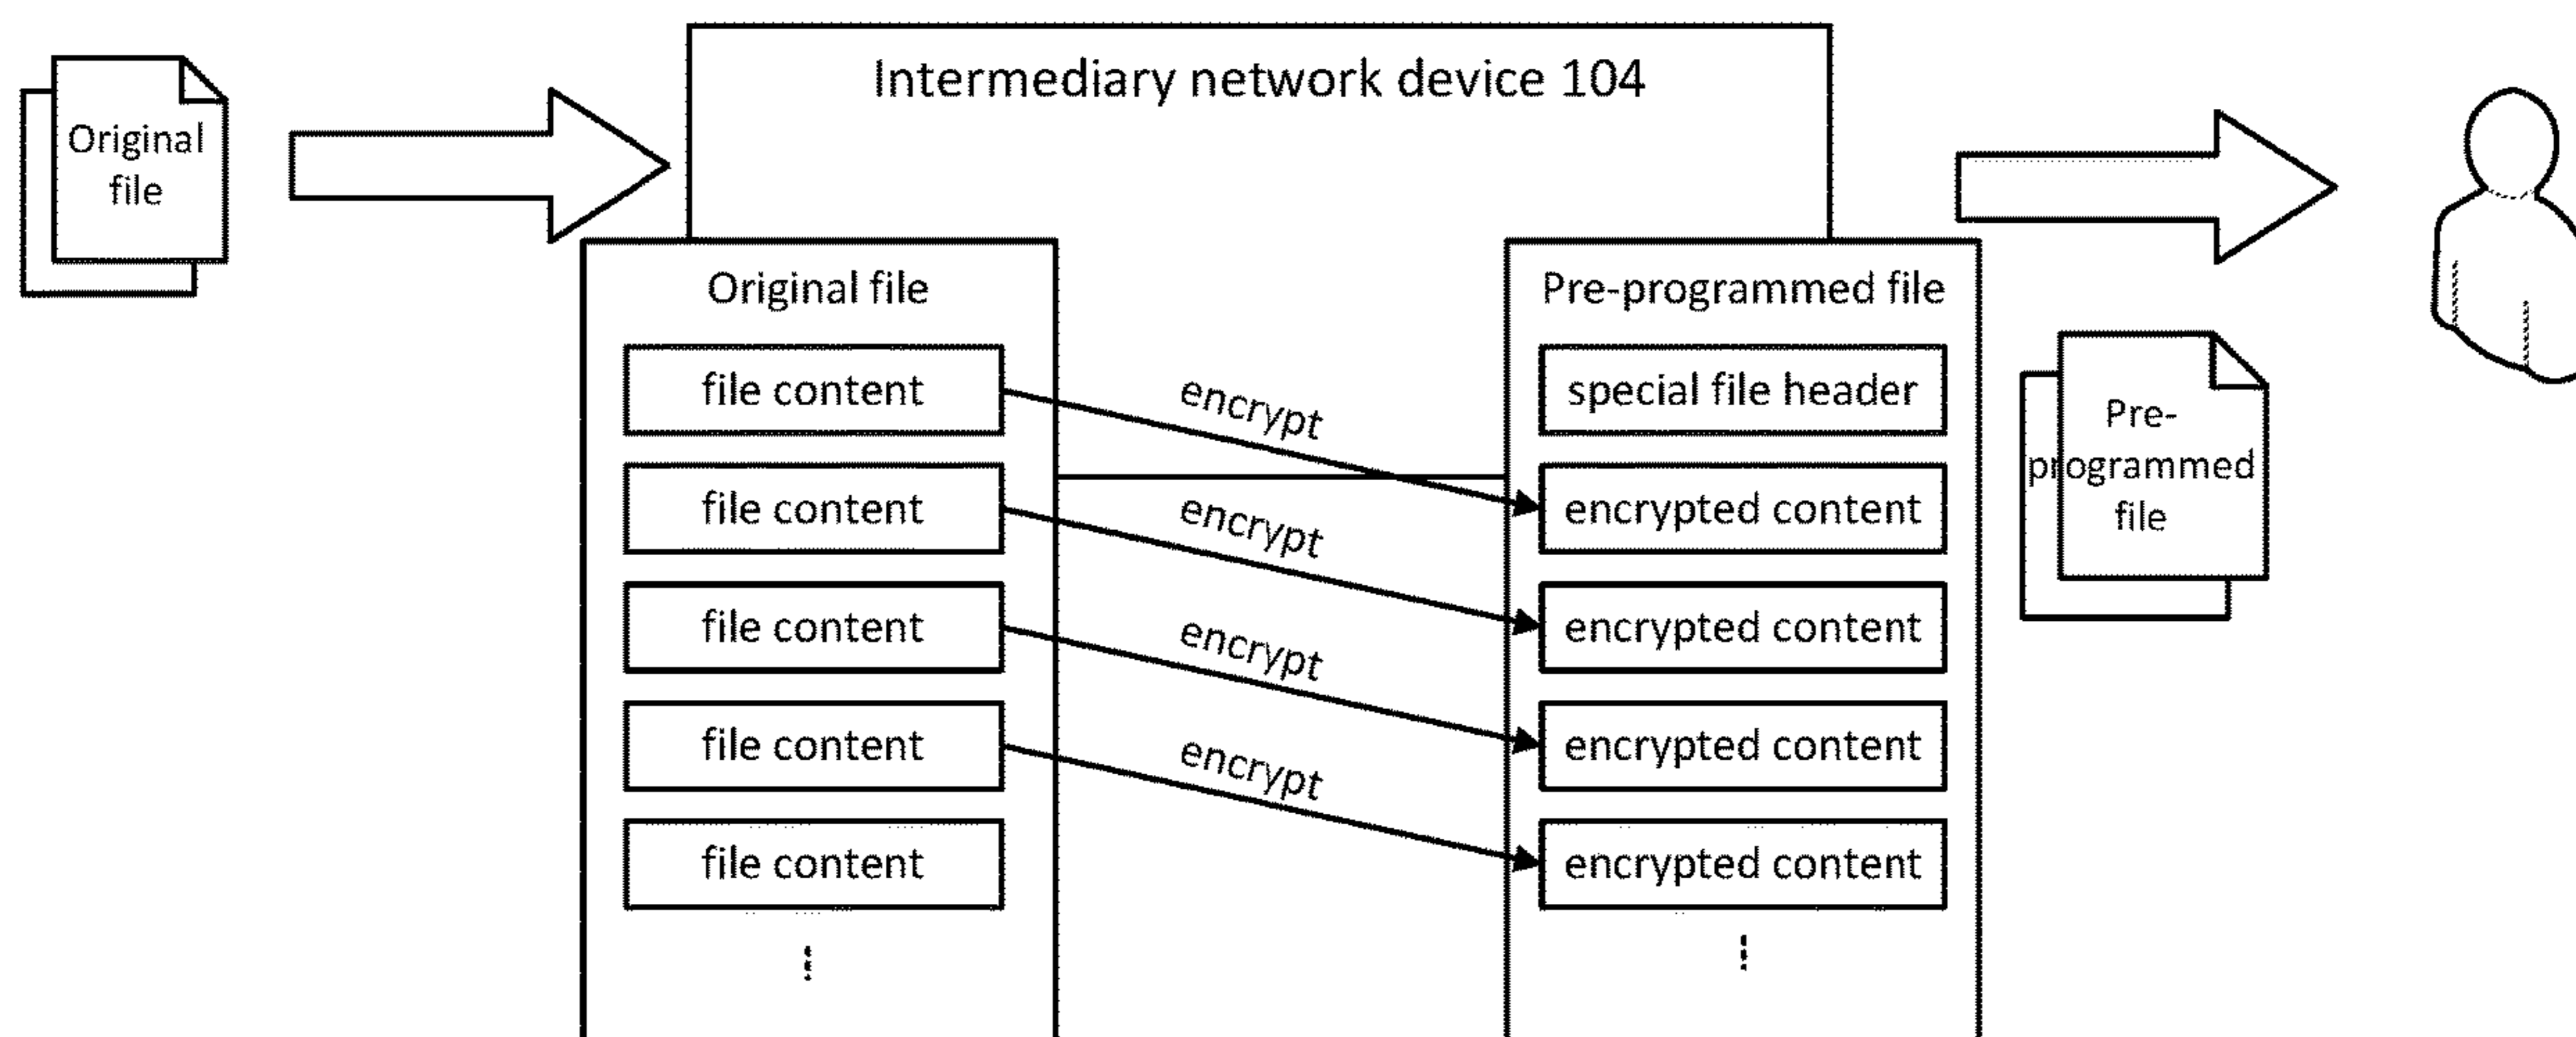 Intermediary network device 104
Original
file
Original file
file content
file content
file content
file content
file content
encrypt
encrypt
encrypt
encrypt
Pre-programmed file
special file header
encrypted content
encrypted content
encrypted content
encrypted content
Pre-
programmed
file